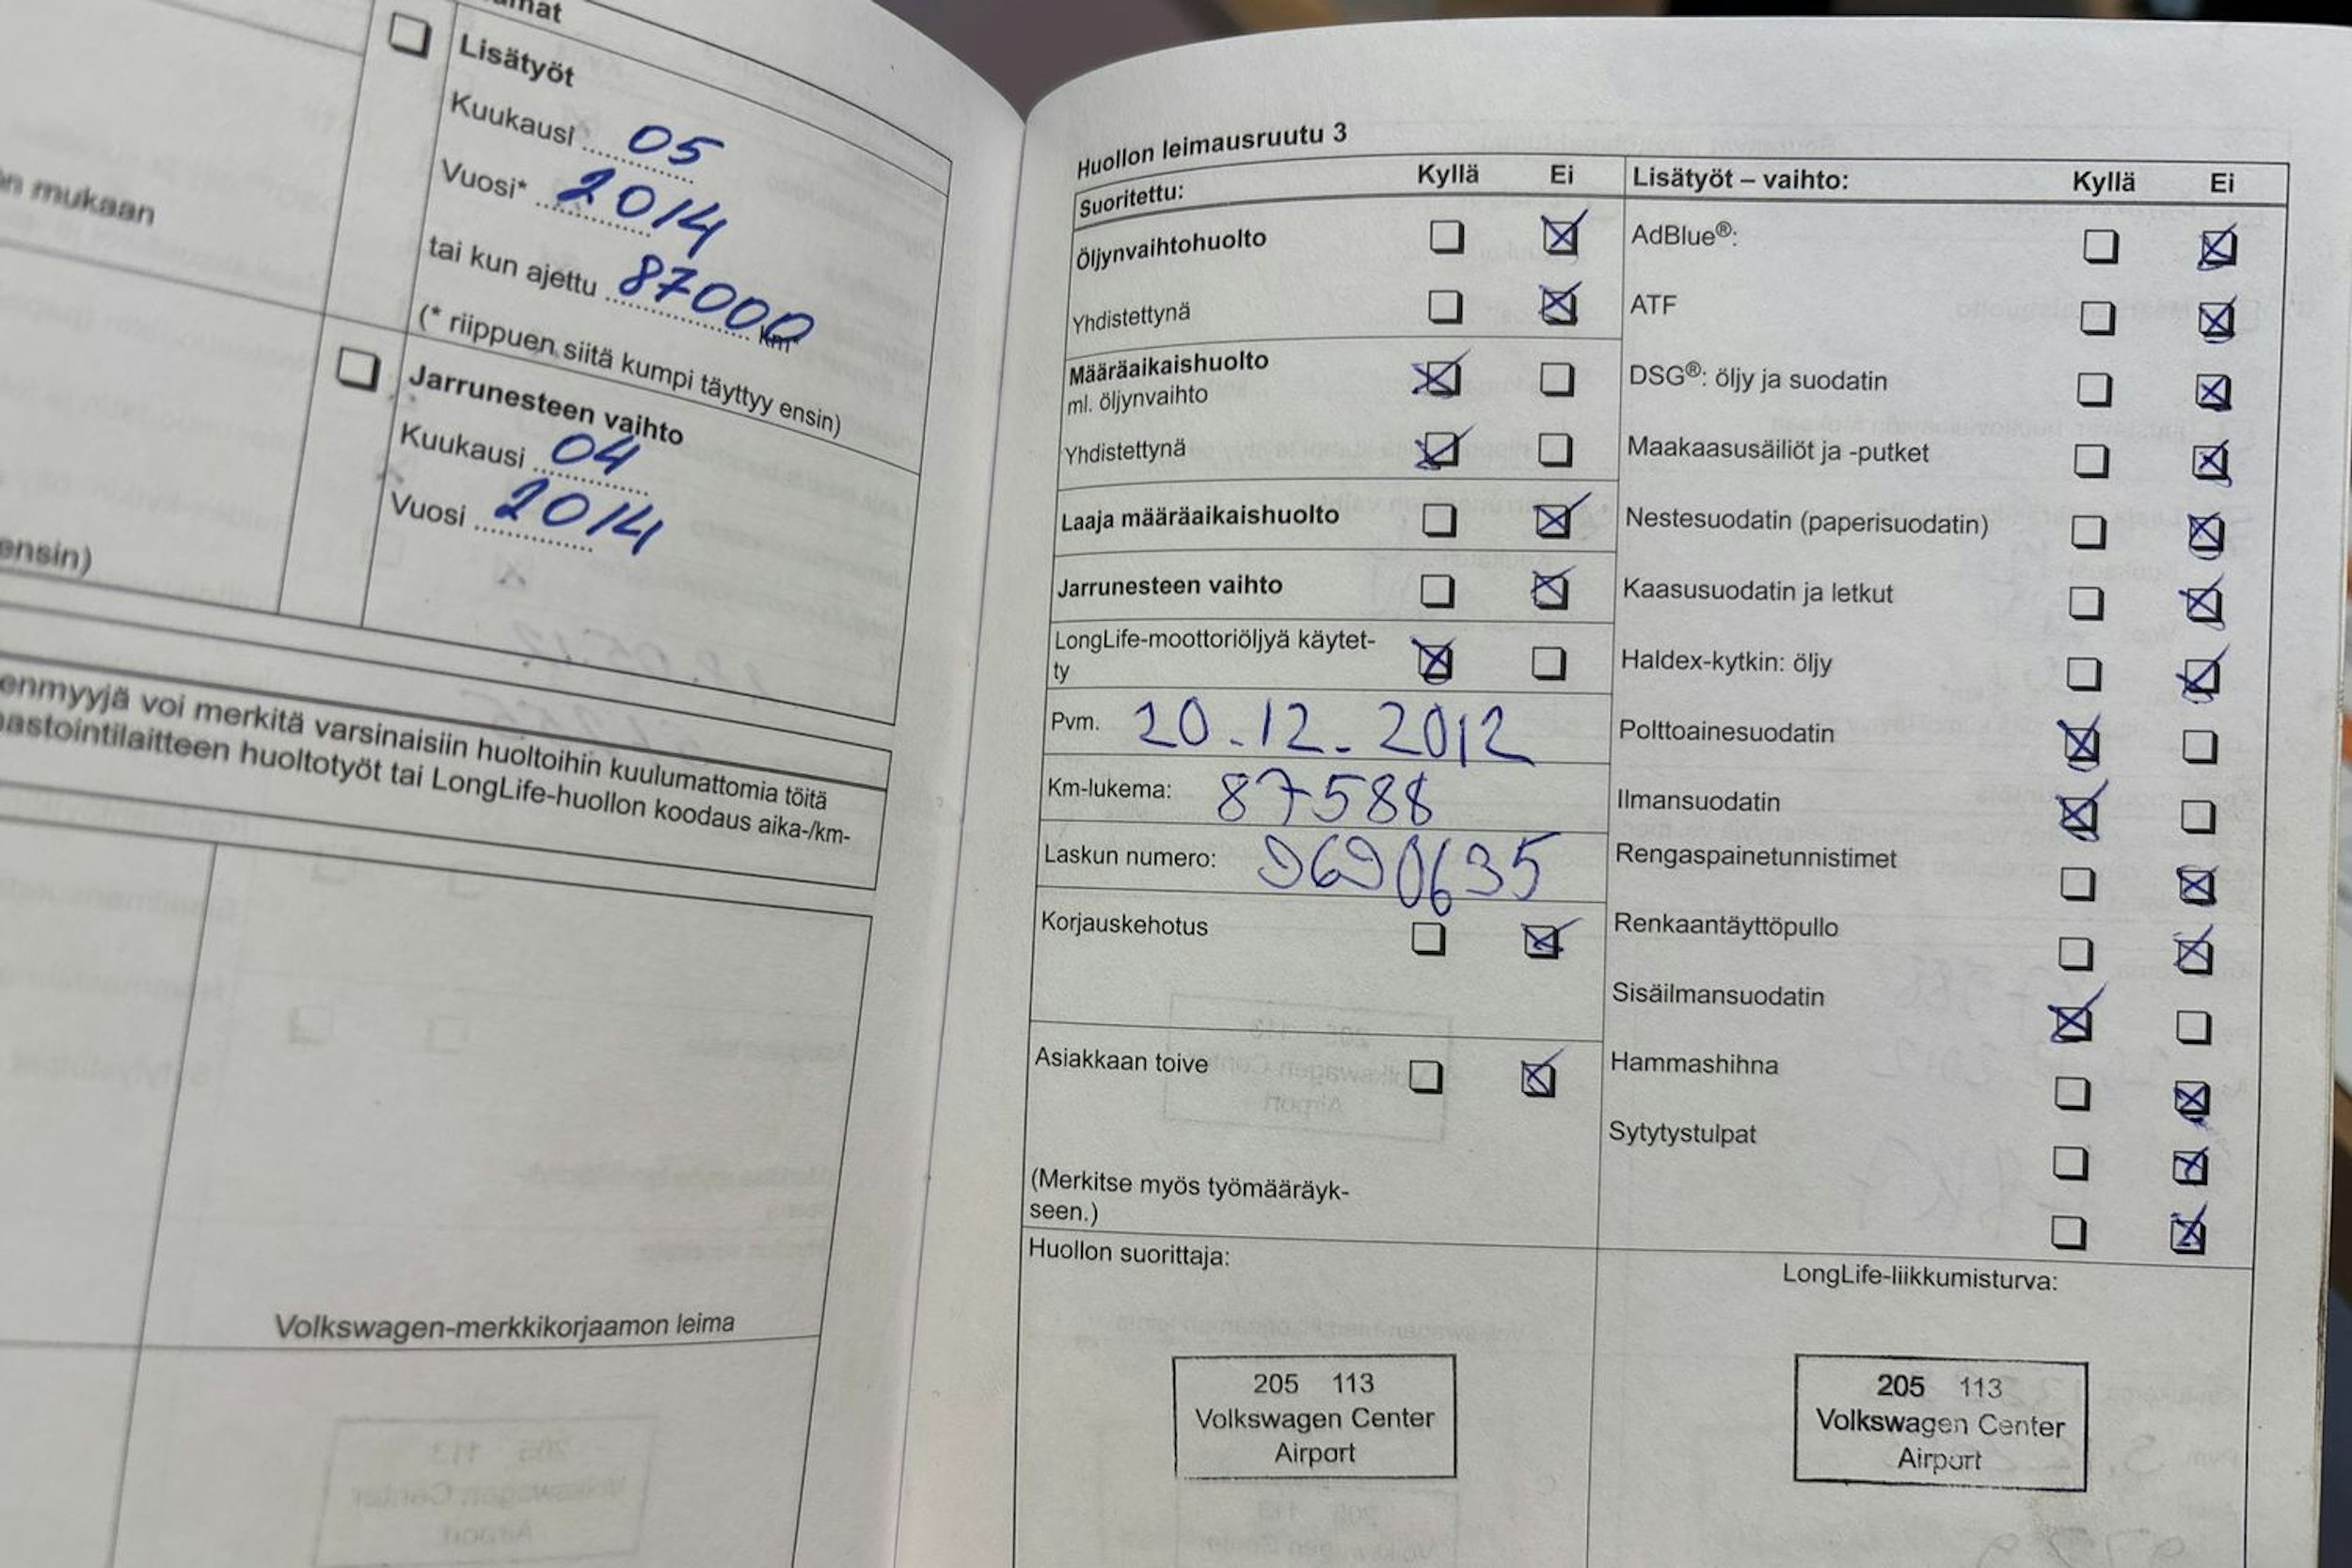 Lisätyöt
Kuukausi 05
Vuosi* 2014
tai kun ajettu 87000 km*
(* riippuen siitä kumpi täyttyy ensin)
Jarrunesteen vaihto
Kuukausi 04
Vuosi 2014
mukaan
ensin)
voi merkitä varsinaisiin huoltoihin kuulumattomia töitä
huoltotyöt tai LongLife-huollon koodaus aika-/km-
Volkswagen-merkkikorjaamon leima
Huollon leimausruutu 3
Suoritettu: Kyllä Ei
Öljynvaihtohuolto
Yhdistettynä
Määräaikaishuolto
ml. öljynvaihto
Yhdistettynä
Laaja määräaikaishuolto
Jarrunesteen vaihto
LongLife-moottoriöljyä käytet-
ty
Pvm. 20.12.2012
Km-lukema: 87588
Laskun numero: 9690635
Korjauskehotus
Asiakkaan toive
(Merkitse myös työmääräyk-
seen.)
Huollon suorittaja:
205 113
Volkswagen Center
Airport
Lisätyöt – vaihto: Kyllä Ei
AdBlue®:
ATF
DSG®: öljy ja suodatin
Maakaasusäiliöt ja -putket
Nestesuodatin (paperisuodatin)
Kaasusuodatin ja letkut
Haldex-kytkin: öljy
Polttoainesuodatin
Ilmansuodatin
Rengaspainetunnistimet
Renkaantäyttöpullo
Sisäilmansuodatin
Hammashihna
Sytytystulpat
LongLife-liikkumisturva:
205 113
Volkswagen Center
Airport